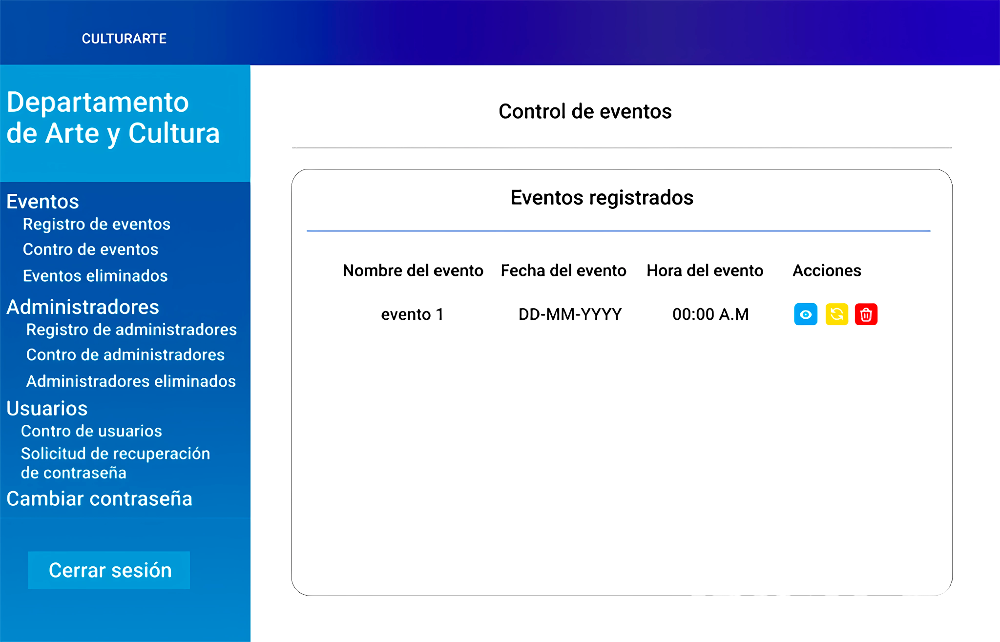 CULTURARTE
Departamento
de Arte y Cultura
Eventos
Registro de eventos
Contro de eventos
Eventos eliminados
Administradores
Registro de administradores
Contro de administradores
Administradores eliminados
Usuarios
Contro de usuarios
Solicitud de recuperación
de contraseña
Cambiar contraseña
Cerrar sesión
Control de eventos
Eventos registrados
Nombre del evento Fecha del evento Hora del evento Acciones
evento 1 DD-MM-YYYY 00:00 A.M